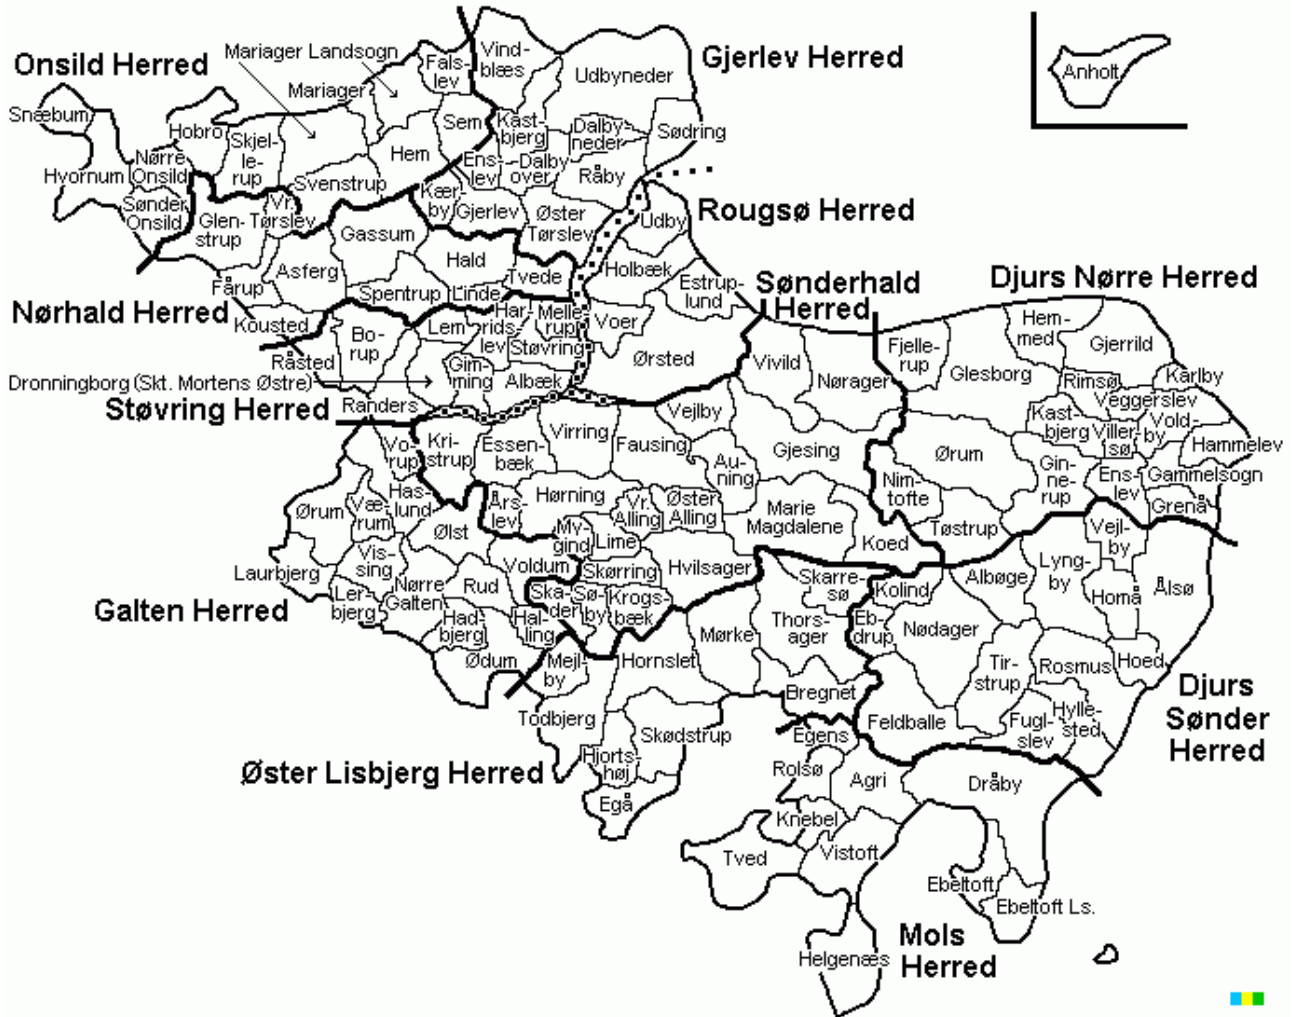 Onsild Herred
Mariager Landsogn
Mariager
Fals-
lev
Vind-
blæs
Udbyneder
Gjerlev Herred
Anholt
Snæbum
Hobro
Skjel-
le-
rup
Hem
Sem
Kast-
bjerg
Dalby-
neder
Sødring
Hvornum
Nørre
Onsild
Svenstrup
Ens-
lev
Dalby
over
Råby
Sønder
Onsild
Glen-
strup
Vr.
Tørslev
Kær-
by
Gjerlev
Øster
Tørslev
Udby
Rougsø Herred
Gassum
Hald
Tvede
Holbæk
Estrup-
lund
Sønderhald
Herred
Djurs Nørre Herred
Fårup
Asferg
Spentrup
Linde
Nørhald Herred
Kousted
Bo-
rup
Lem
Har-
rids-
lev
Melle-
rup
Støvring
Voer
Ørsted
Vivild
Nørager
Fjelle-
rup
Glesborg
Hem-
med
Gjerrild
Råsted
Dronningborg (Skt. Mortens Østre)
Gim-
ming
Albæk
Rimsø
Karlby
Veggerslev
Støvring Herred
Randers
Vejlby
Kast-
bjerg
Viller-
sø
Vold-
by
Hammelev
Vo-
rup
Kri-
strup
Essen-
bæk
Virring
Fausing
Au-
ning
Gjesing
Ørum
Nim-
tofte
Gin-
ne-
rup
Ens-
lev
Gammelsogn
Grenå
Ørum
Væ-
rum
Has-
lund
Års-
lev
Hørning
Vr.
Alling
Øster
Alling
Marie
Magdalene
Koed
Tøstrup
Vejl-
by
Ølst
My-
gind
Lime
Laurbjerg
Vis-
sing
Voldum
Skørring
Hvilsager
Skarre-
sø
Kolind
Albøge
Lyng-
by
Homå
Ålsø
Galten Herred
Ler-
bjerg
Nørre
Galten
Rud
Ska-
der
Sø-
by
Krogs-
bæk
Thors-
ager
Eb-
drup
Nødager
Had-
bjerg
Hal-
ling
Mørke
Ødum
Mejl-
by
Hornslet
Bregnet
Tir-
strup
Rosmus
Hoed
Djurs
Sønder
Herred
Todbjerg
Skødstrup
Egens
Feldballe
Fugl-
slev
Hylle-
sted
Øster Lisbjerg Herred
Hjorts-
høj
Egå
Rolsø
Agri
Dråby
Knebel
Tved
Vistoft
Ebeltoft
Ebeltoft Ls.
Mols
Herred
Helgenæs